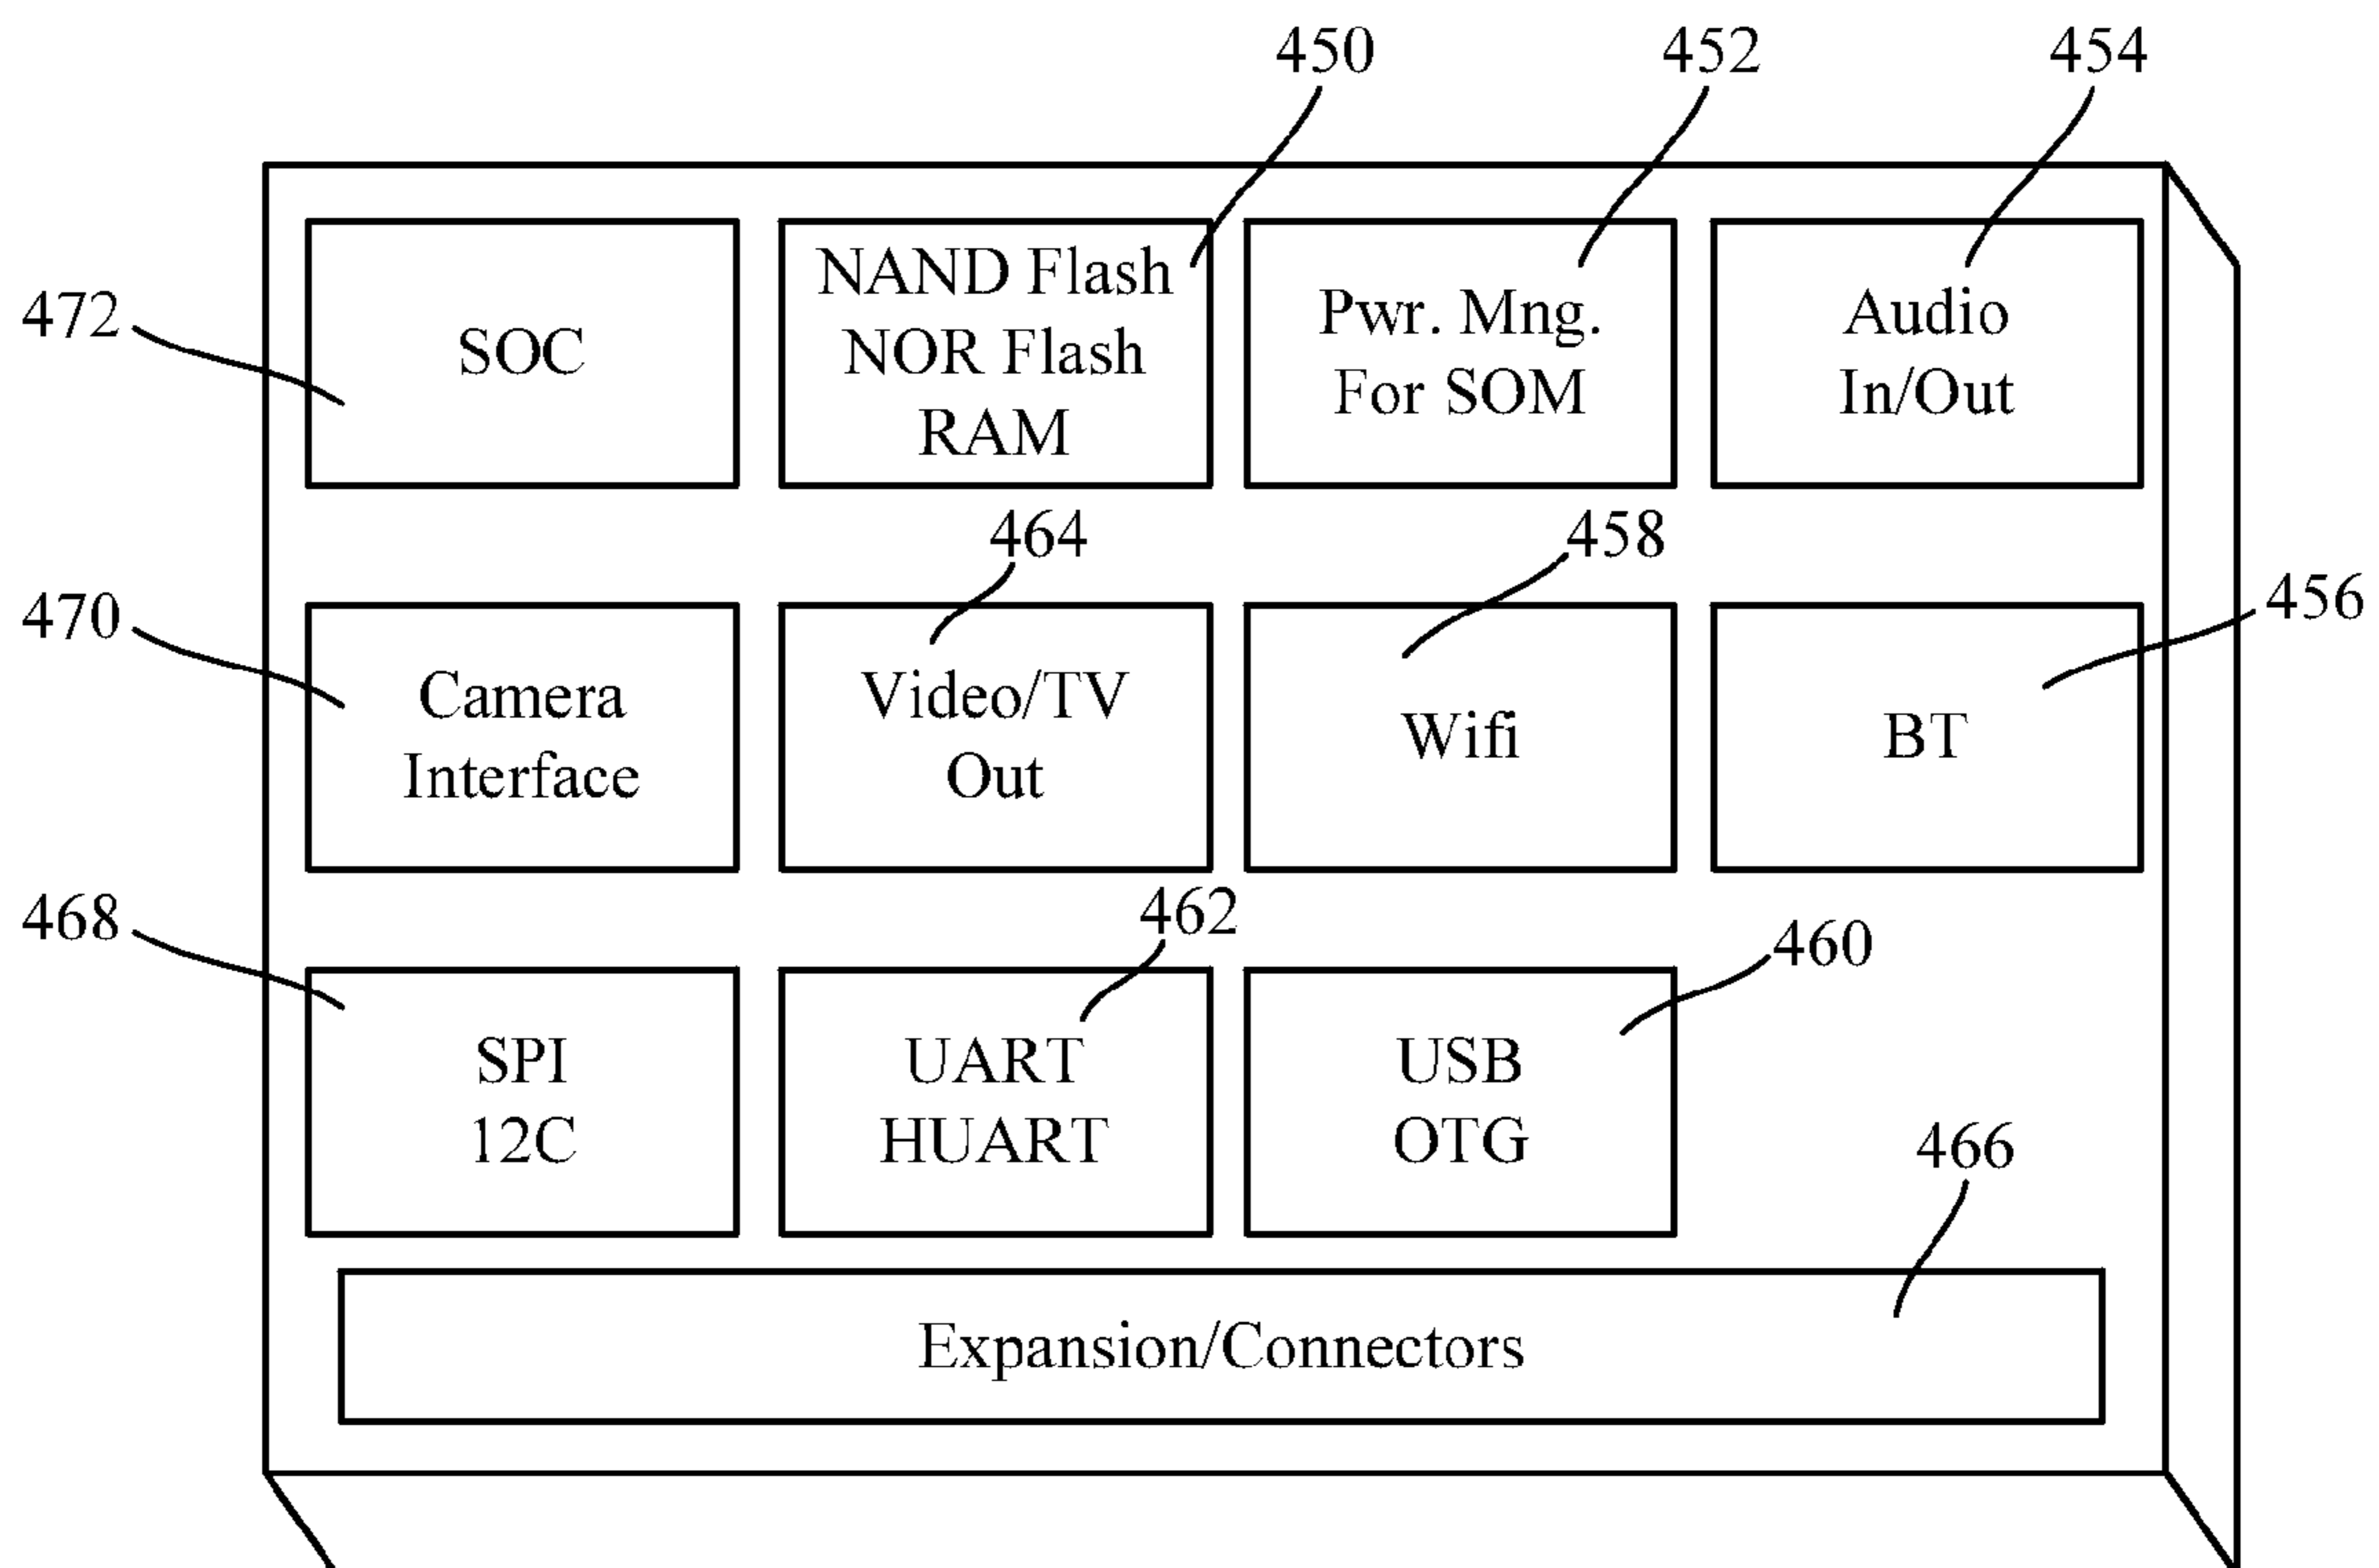 450
452
454
472
SOC
NAND Flash
NOR Flash
RAM
Pwr. Mng.
For SOM
Audio
In/Out
464
458
456
470
Camera
Interface
Video/TV
Out
Wifi
BT
468
462
460
SPI
12C
UART
HUART
USB
OTG
466
Expansion/Connectors